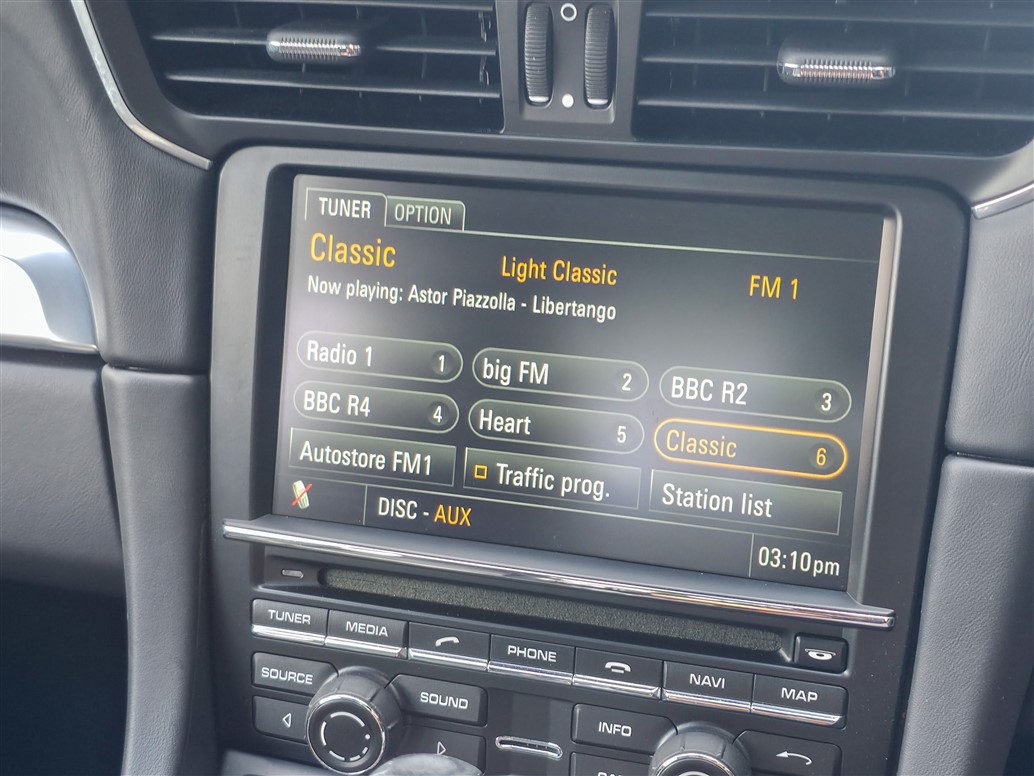 TUNER OPTION
Classic Light Classic FM 1
Now playing: Astor Piazzolla - Libertango
Radio 1 1 big FM 2 BBC R2 3
BBC R4 4 Heart 5 Classic 6
Autostore FM1 Traffic prog. Station list
DISC - AUX
03:10pm
TUNER MEDIA PHONE NAVI MAP
SOURCE SOUND INFO